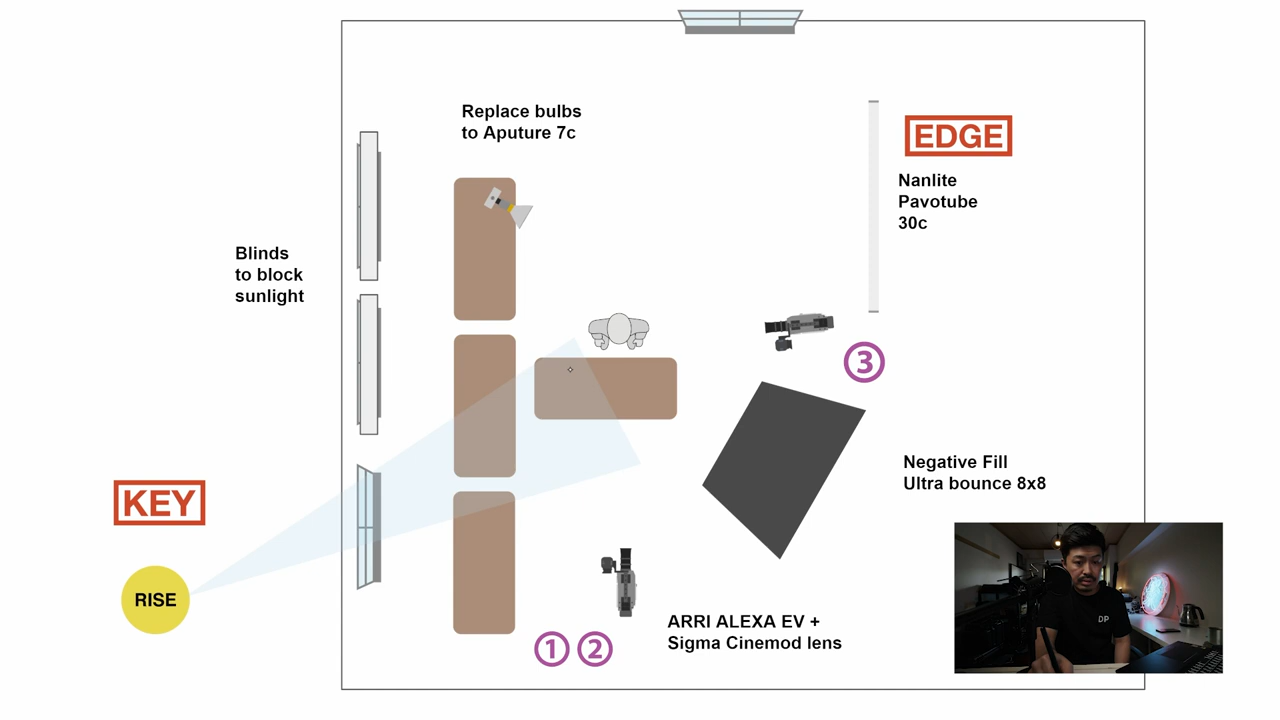 Replace bulbs
to Aputure 7c
EDGE
Nanlite
Pavotube
30c
Blinds
to block
sunlight
3
KEY
Negative Fill
Ultra bounce 8x8
RISE
ARRI ALEXA EV +
Sigma Cinemod lens
1 2
DP